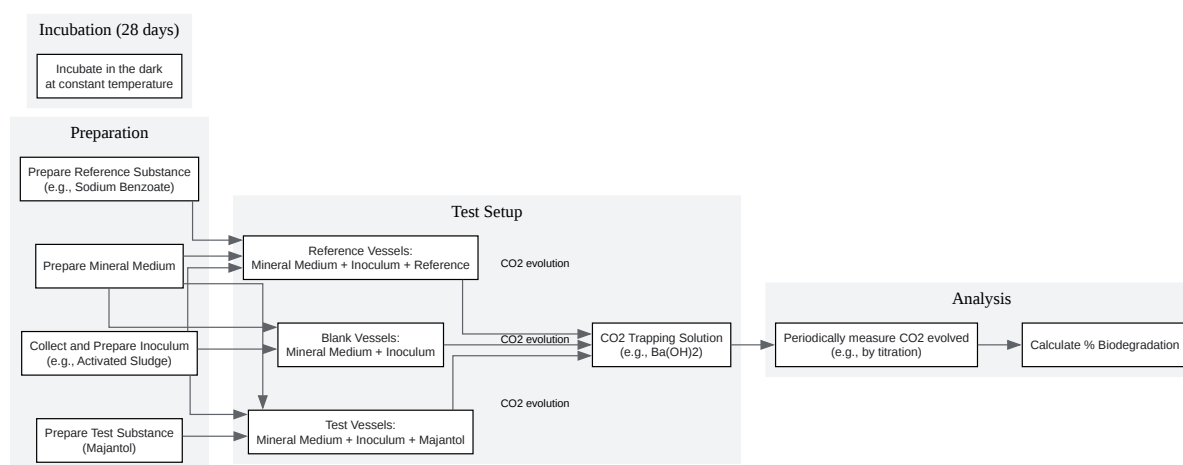 Incubation (28 days)
Incubate in the dark
at constant temperature
Preparation
Prepare Reference Substance
(e.g., Sodium Benzoate)
Prepare Mineral Medium
Collect and Prepare Inoculum
(e.g., Activated Sludge)
Prepare Test Substance
(Majantol)
Test Setup
Reference Vessels:
Mineral Medium + Inoculum + Reference
CO2 evolution
Blank Vessels:
Mineral Medium + Inoculum
CO2 evolution
Test Vessels:
Mineral Medium + Inoculum + Majantol
CO2 evolution
CO2 Trapping Solution
(e.g., Ba(OH)2)
Analysis
Periodically measure CO2 evolved
(e.g., by titration)
Calculate % Biodegradation